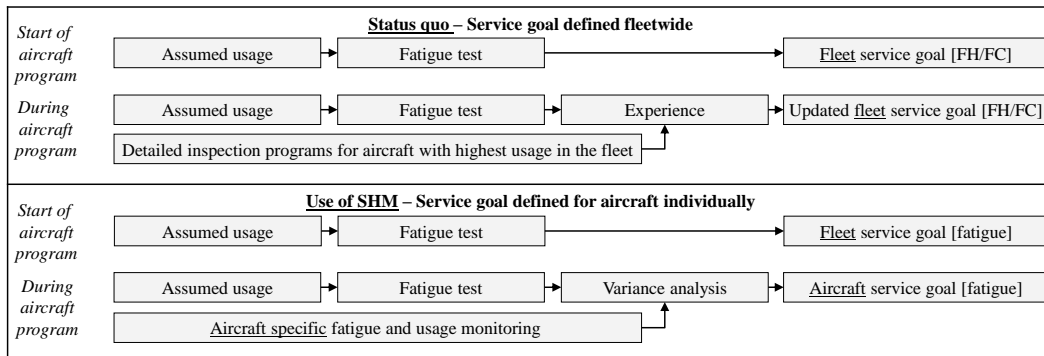 Status quo – Service goal defined fleetwide
Start of
aircraft
program
Assumed usage
Fatigue test
Fleet service goal [FH/FC]
During
aircraft
program
Assumed usage
Fatigue test
Experience
Updated fleet service goal [FH/FC]
Detailed inspection programs for aircraft with highest usage in the fleet
Use of SHM – Service goal defined for aircraft individually
Start of
aircraft
program
Assumed usage
Fatigue test
Fleet service goal [fatigue]
During
aircraft
program
Assumed usage
Fatigue test
Variance analysis
Aircraft service goal [fatigue]
Aircraft specific fatigue and usage monitoring